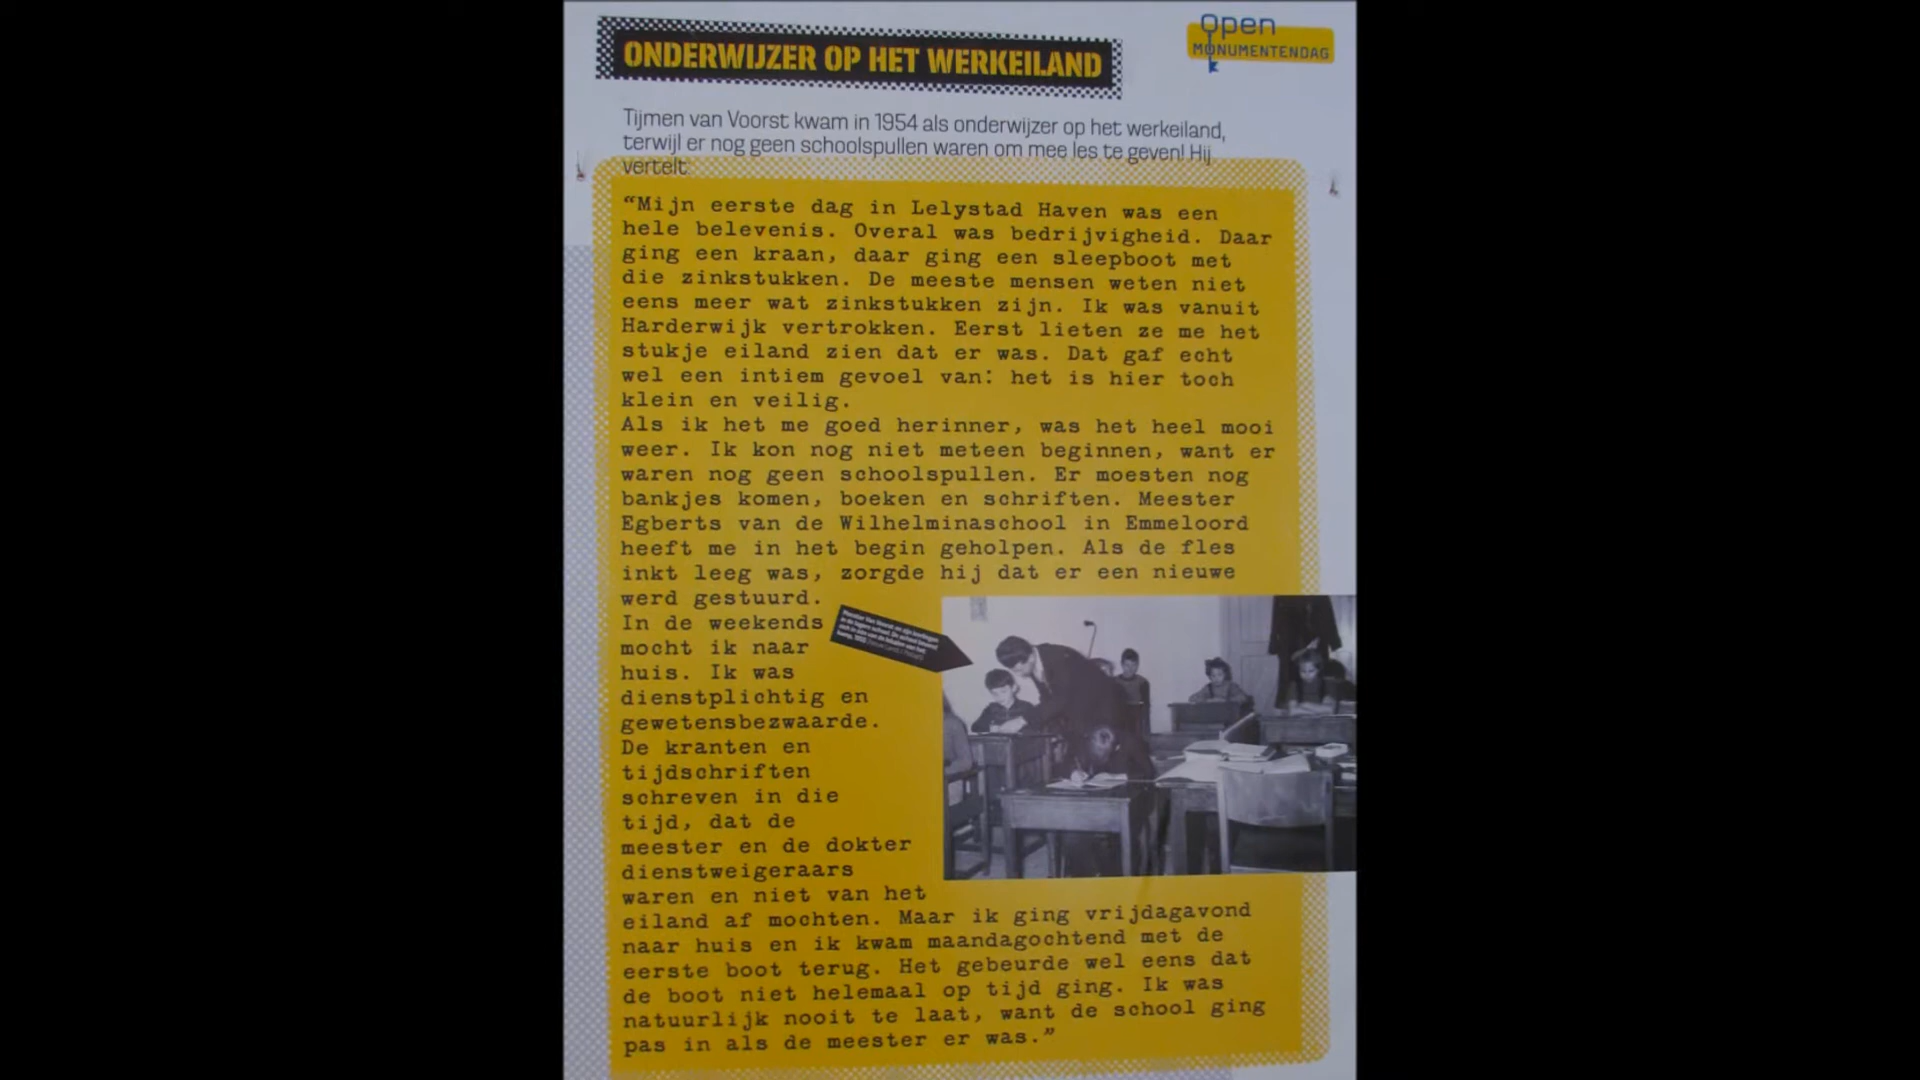 ONDERWIJZER OP HET WERKEILAND
Open
MONUMENTENDAG
Tijmen van Voorst kwam in 1954 als onderwijzer op het werkeiland,
terwijl er nog geen schoolspullen waren om mee les te geven! Hij
vertelt:
“Mijn eerste dag in Lelystad Haven was een
hele belevenis. Overal was bedrijvigheid. Daar
ging een kraan, daar ging een sleepboot met
die zinkstukken. De meeste mensen weten niet
eens meer wat zinkstukken zijn. Ik was vanuit
Harderwijk vertrokken. Eerst lieten ze me het
stukje eiland zien dat er was. Dat gaf echt
wel een intiem gevoel van: het is hier toch
klein en veilig.
Als ik het me goed herinner, was het heel mooi
weer. Ik kon nog niet meteen beginnen, want er
waren nog geen schoolspullen. Er moesten nog
bankjes komen, boeken en schriften. Meester
Egberts van de Wilhelminaschool in Emmeloord
heeft me in het begin geholpen. Als de fles
inkt leeg was, zorgde hij dat er een nieuwe
werd gestuurd.
In de weekends
mocht ik naar
huis. Ik was
dienstplichtig en
gewetensbezwaarde.
De kranten en
tijdschriften
schreven in die
tijd, dat de
meester en de dokter
dienstweigeraars
waren en niet van het
eiland af mochten. Maar ik ging vrijdagavond
naar huis en ik kwam maandagochtend met de
eerste boot terug. Het gebeurde wel eens dat
de boot niet helemaal op tijd ging. Ik was
natuurlijk nooit te laat, want de school ging
pas in als de meester er was.”
Meester Van Voorst en zijn leerlingen